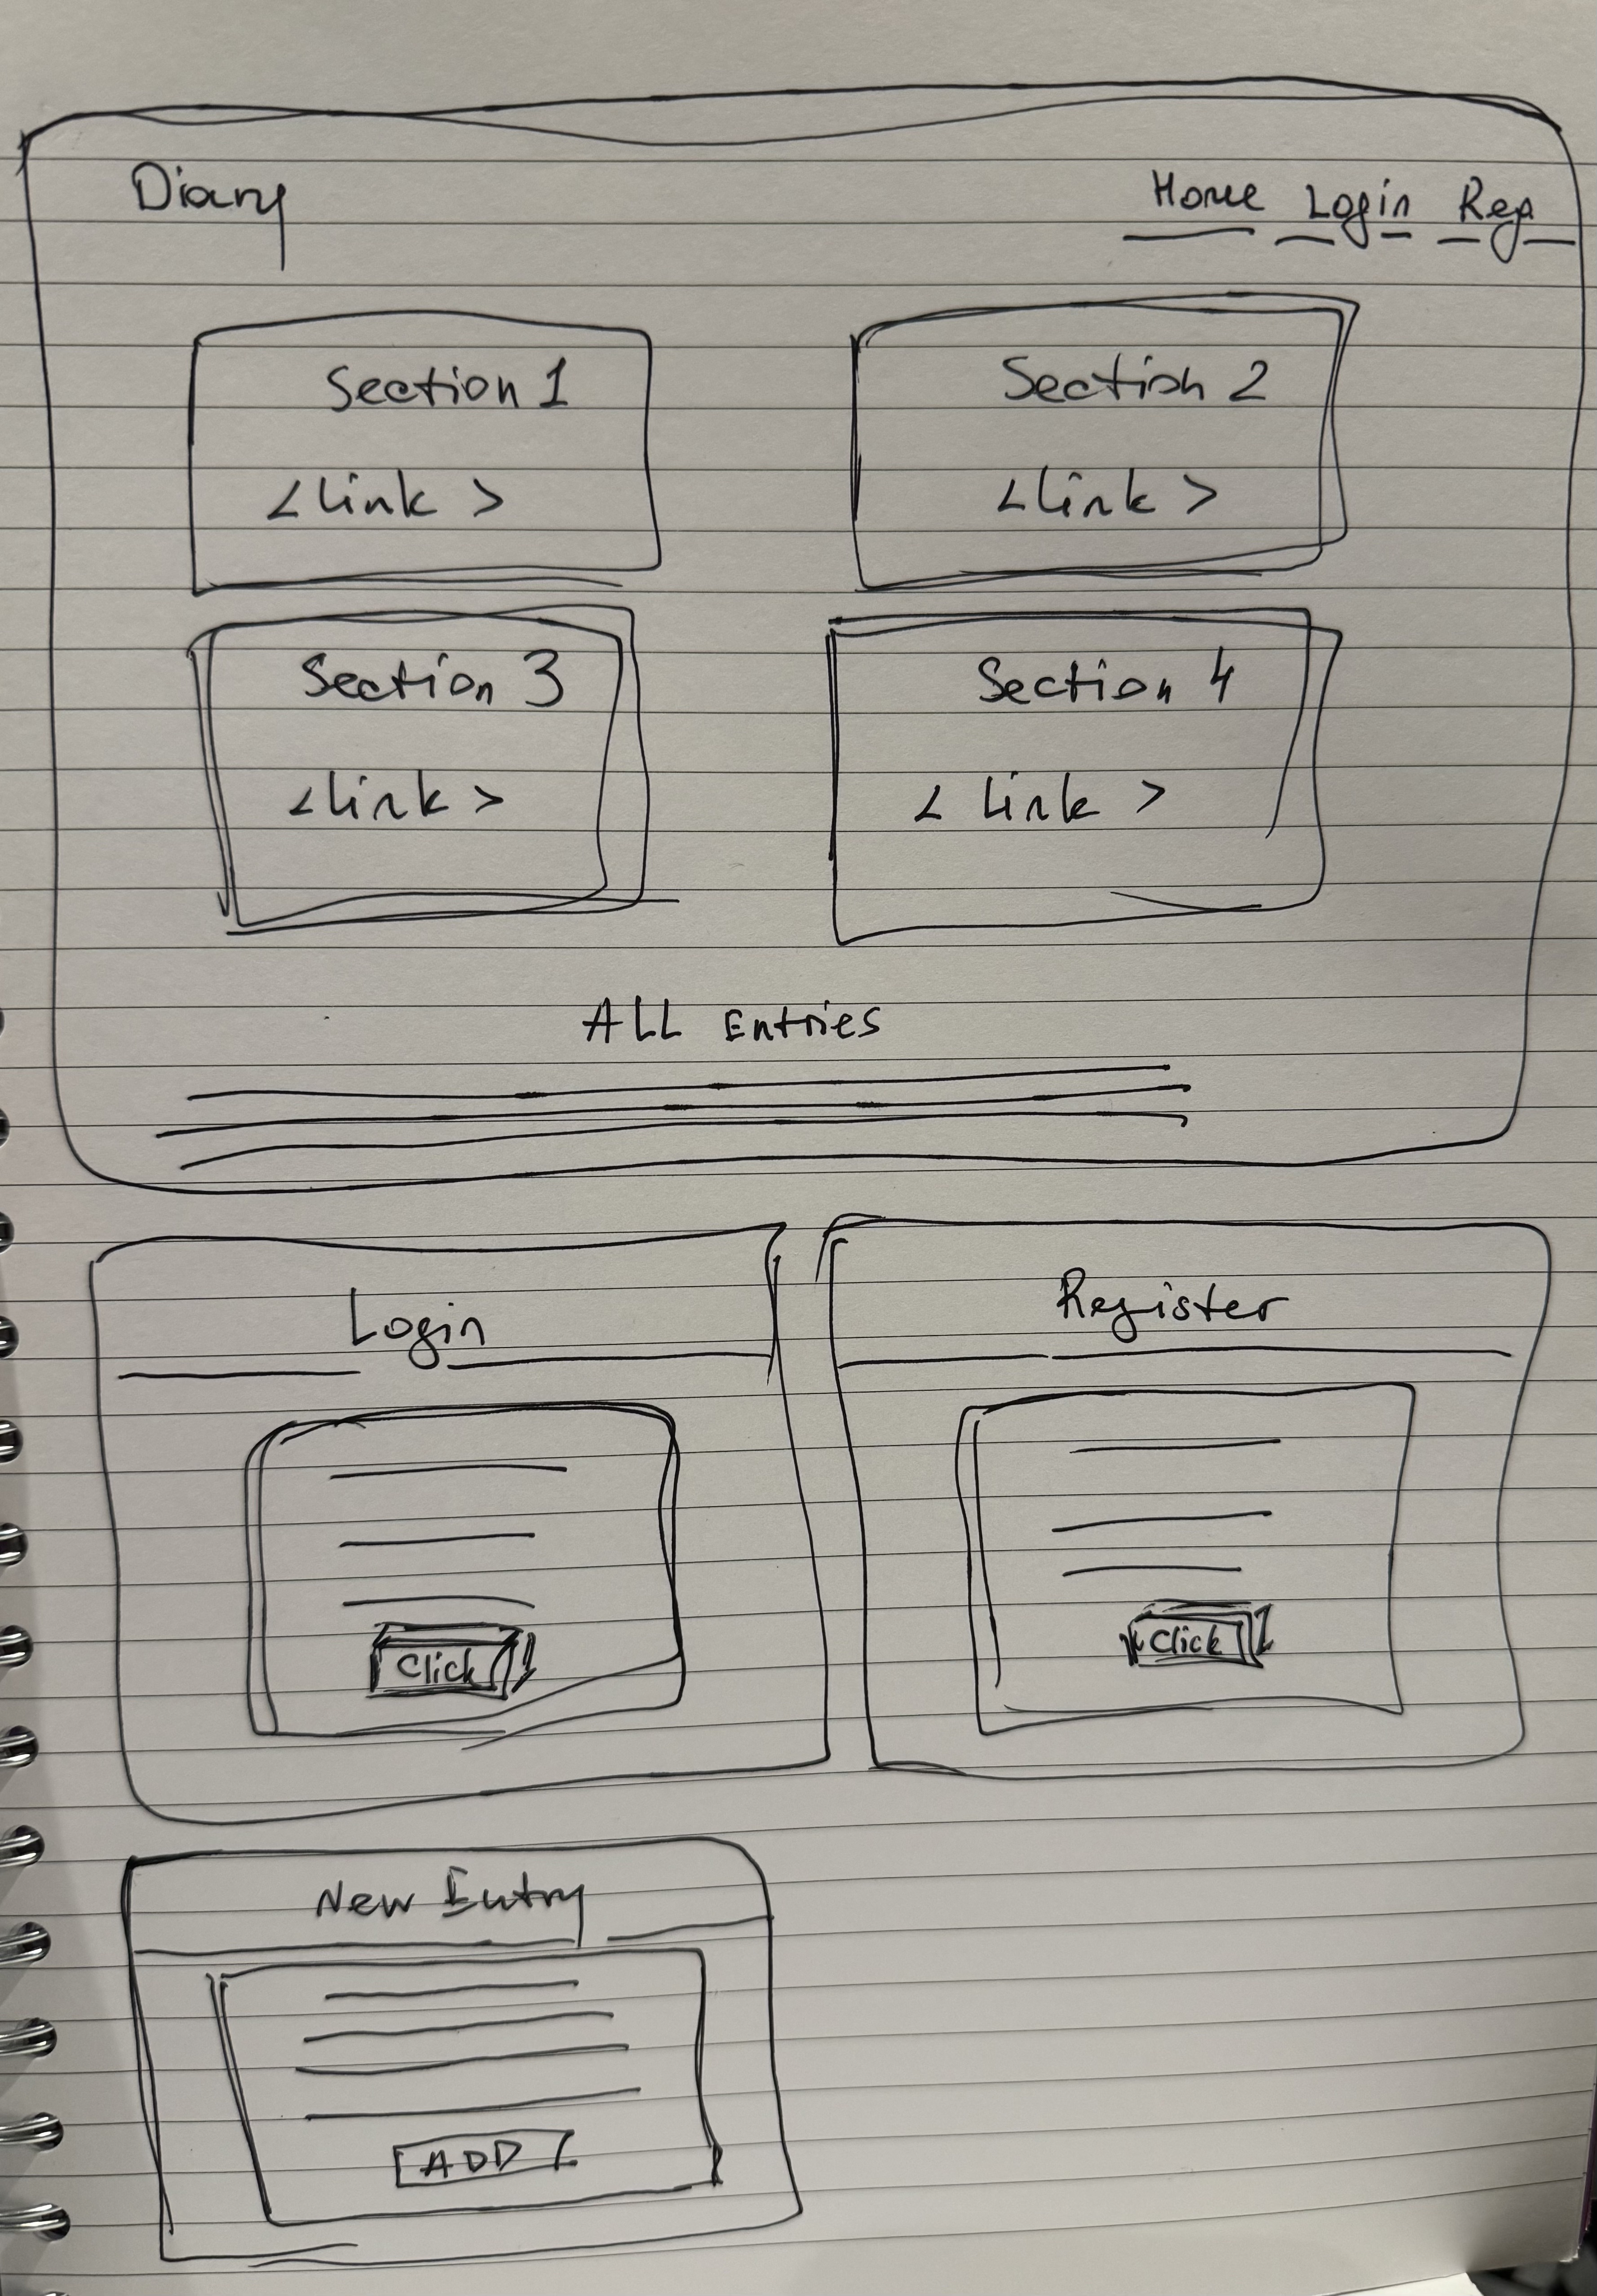 Diary Home Login Reg
Section 1 Section 2
<Link> <Link>
Section 3 Section 4
<Link> < Link >
ALL Entries
Login Register
Click Click
New Entry
ADD